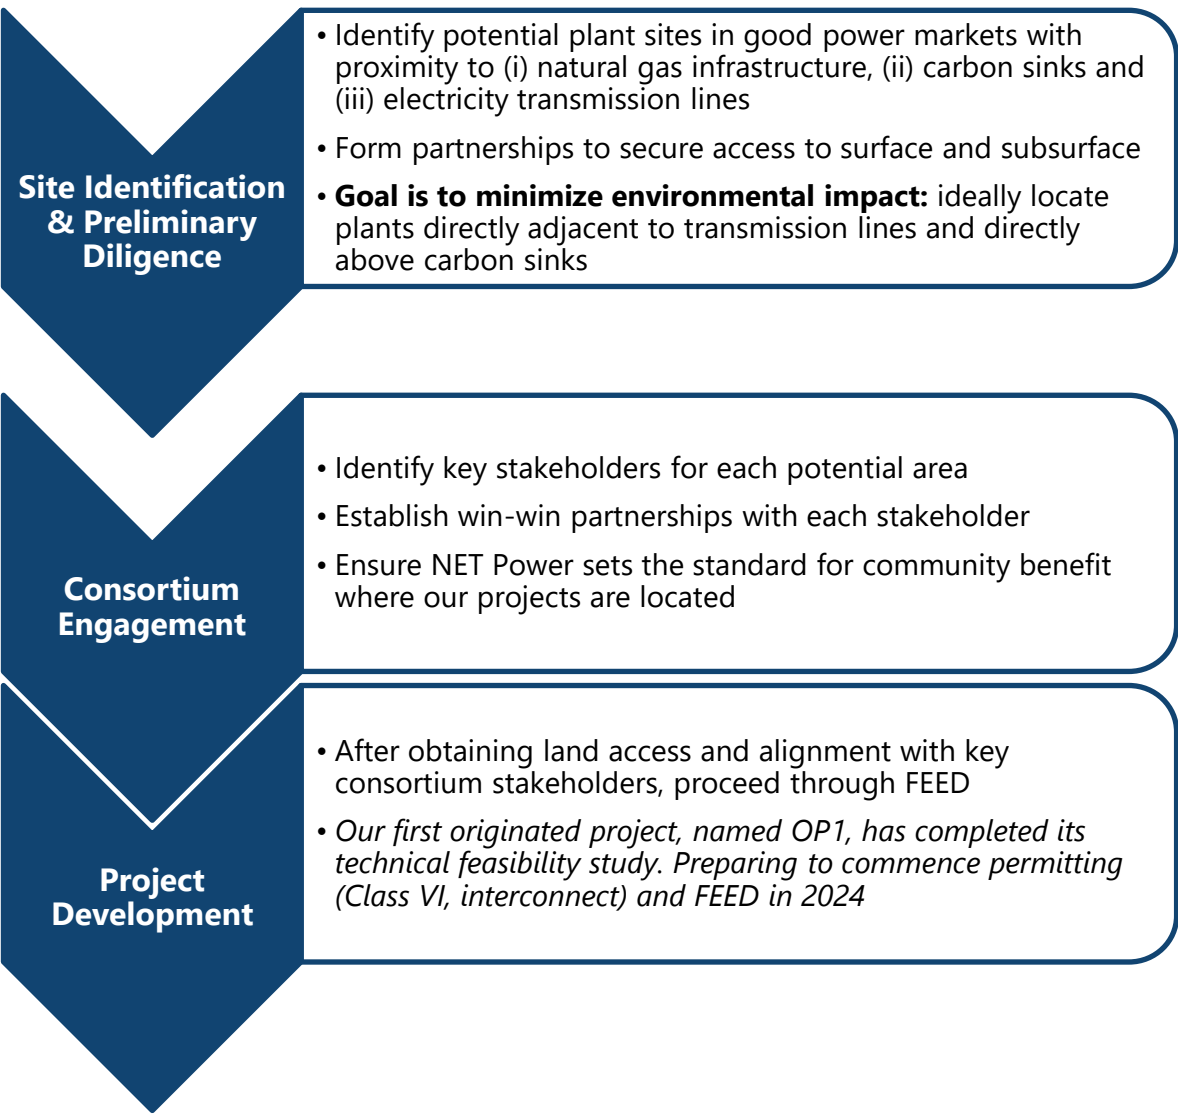 Site Identification
& Preliminary
Diligence
• Identify potential plant sites in good power markets with
proximity to (i) natural gas infrastructure, (ii) carbon sinks and
(iii) electricity transmission lines
• Form partnerships to secure access to surface and subsurface
• Goal is to minimize environmental impact: ideally locate
plants directly adjacent to transmission lines and directly
above carbon sinks
Consortium
Engagement
• Identify key stakeholders for each potential area
• Establish win-win partnerships with each stakeholder
• Ensure NET Power sets the standard for community benefit
where our projects are located
Project
Development
• After obtaining land access and alignment with key
consortium stakeholders, proceed through FEED
• Our first originated project, named OP1, has completed its
technical feasibility study. Preparing to commence permitting
(Class VI, interconnect) and FEED in 2024